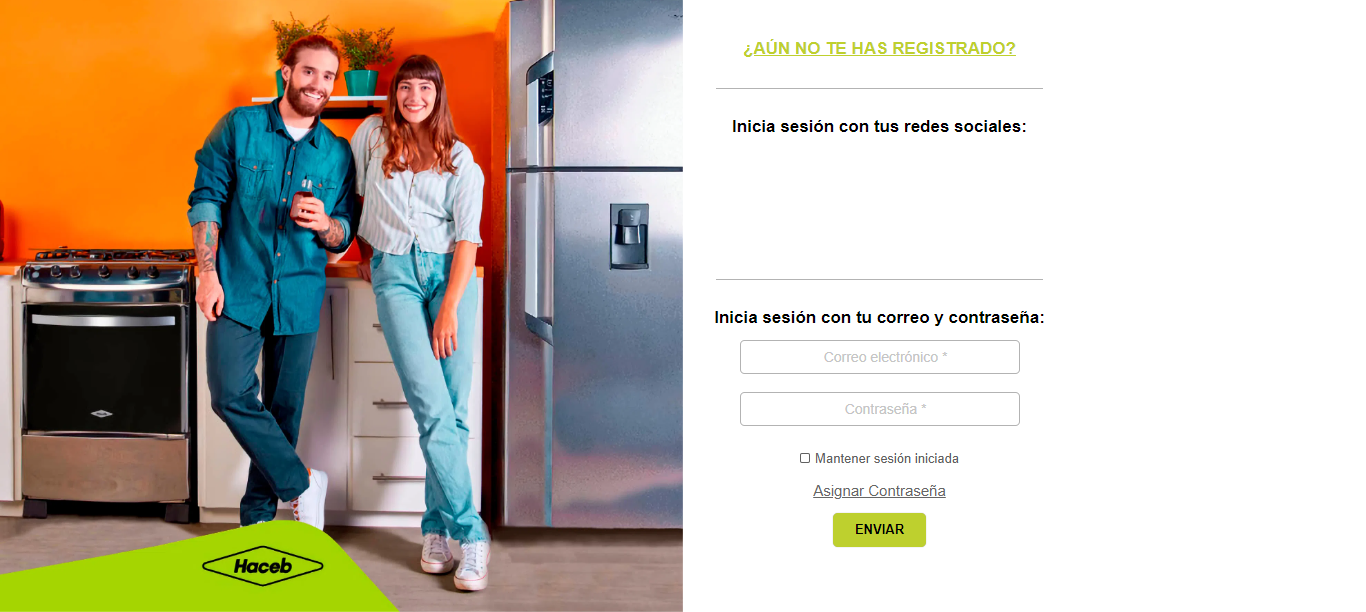 ¿AÚN NO TE HAS REGISTRADO?
Inicia sesión con tus redes sociales:
Inicia sesión con tu correo y contraseña:
Correo electrónico *
Contraseña *
Mantener sesión iniciada
Asignar Contraseña
ENVIAR
Haceb